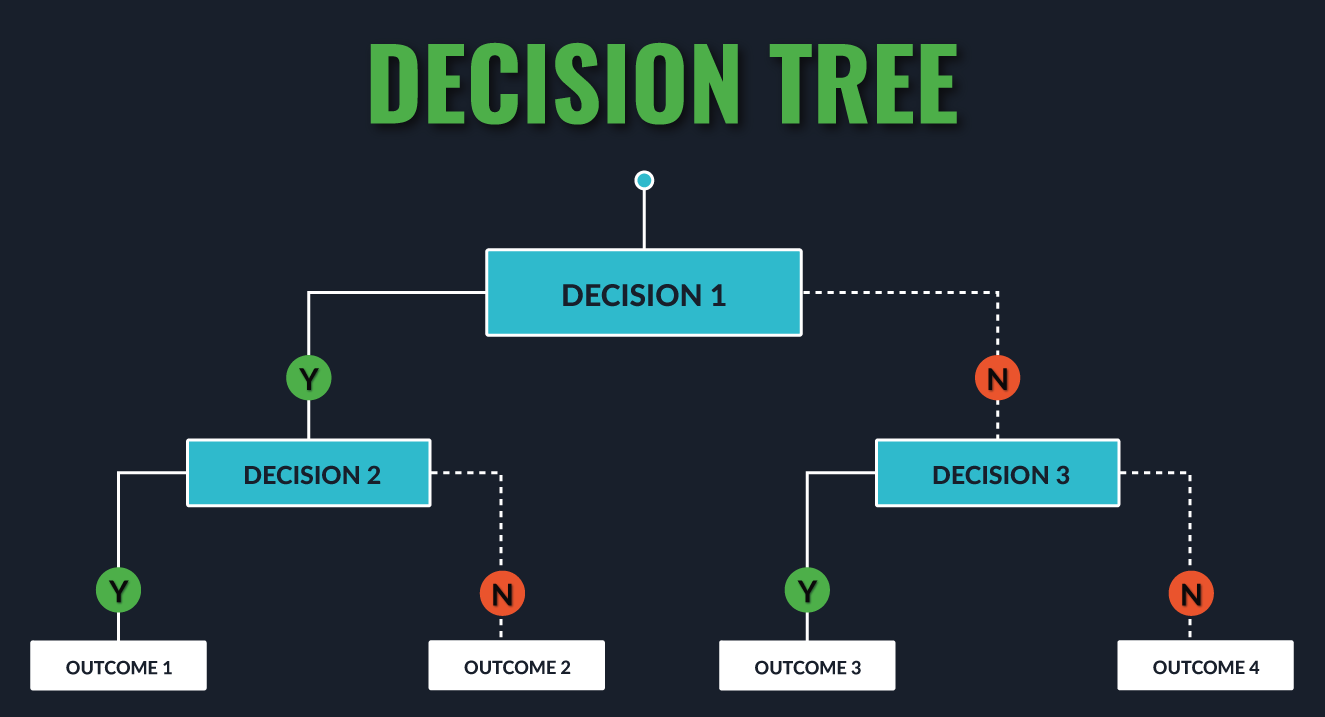 DECISION TREE
DECISION 1
Y
N
DECISION 2
DECISION 3
Y
N
Y
N
OUTCOME 1
OUTCOME 2
OUTCOME 3
OUTCOME 4